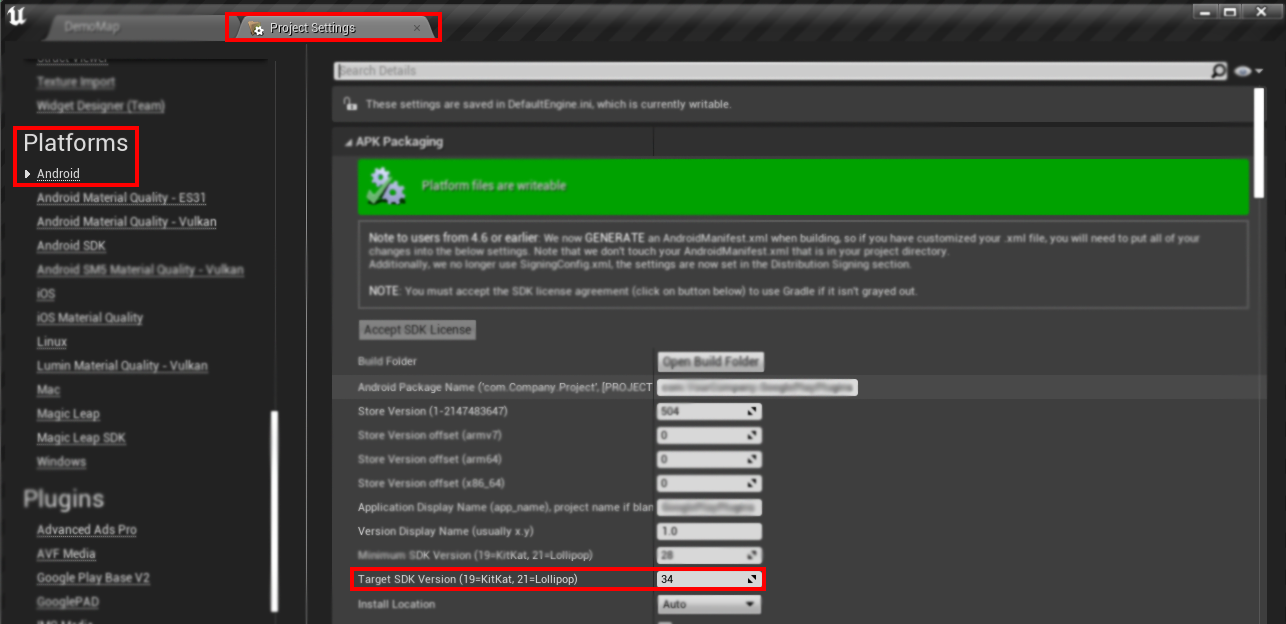 DemoMap
Project Settings
Struct Viewer
Texture Import
Widget Designer (Team)
Platforms
Android
Android Material Quality - ES31
Android Material Quality - Vulkan
Android SDK
Android SM5 Material Quality - Vulkan
iOS
iOS Material Quality
Linux
Lumin Material Quality - Vulkan
Mac
Magic Leap
Magic Leap SDK
Windows
Plugins
Advanced Ads Pro
AVF Media
Google Play Base V2
GooglePAD
Search Details
These settings are saved in DefaultEngine.ini, which is currently writable.
APK Packaging
Platform files are writeable
Note to users from 4.6 or earlier: We now GENERATE an AndroidManifest.xml when building, so if you have customized your .xml file, you will need to put all of your
changes into the below settings. Note that we don't touch your AndroidManifest.xml that is in your project directory.
Additionally, we no longer use SigningConfig.xml, the settings are now set in the Distribution Signing section.
NOTE: You must accept the SDK license agreement (click on button below) to use Gradle if it isn't grayed out.
Accept SDK License
Build Folder Open Build Folder
Android Package Name ('com.Company.Project', [PROJECT
Store Version (1-2147483647) 504
Store Version offset (armv7) 0
Store Version offset (arm64) 0
Store Version offset (x86_64) 0
Application Display Name (app_name), project name if blan
Version Display Name (usually x.y) 1.0
Minimum SDK Version (19=KitKat, 21=Lollipop) 28
Target SDK Version (19=KitKat, 21=Lollipop) 34
Install Location Auto